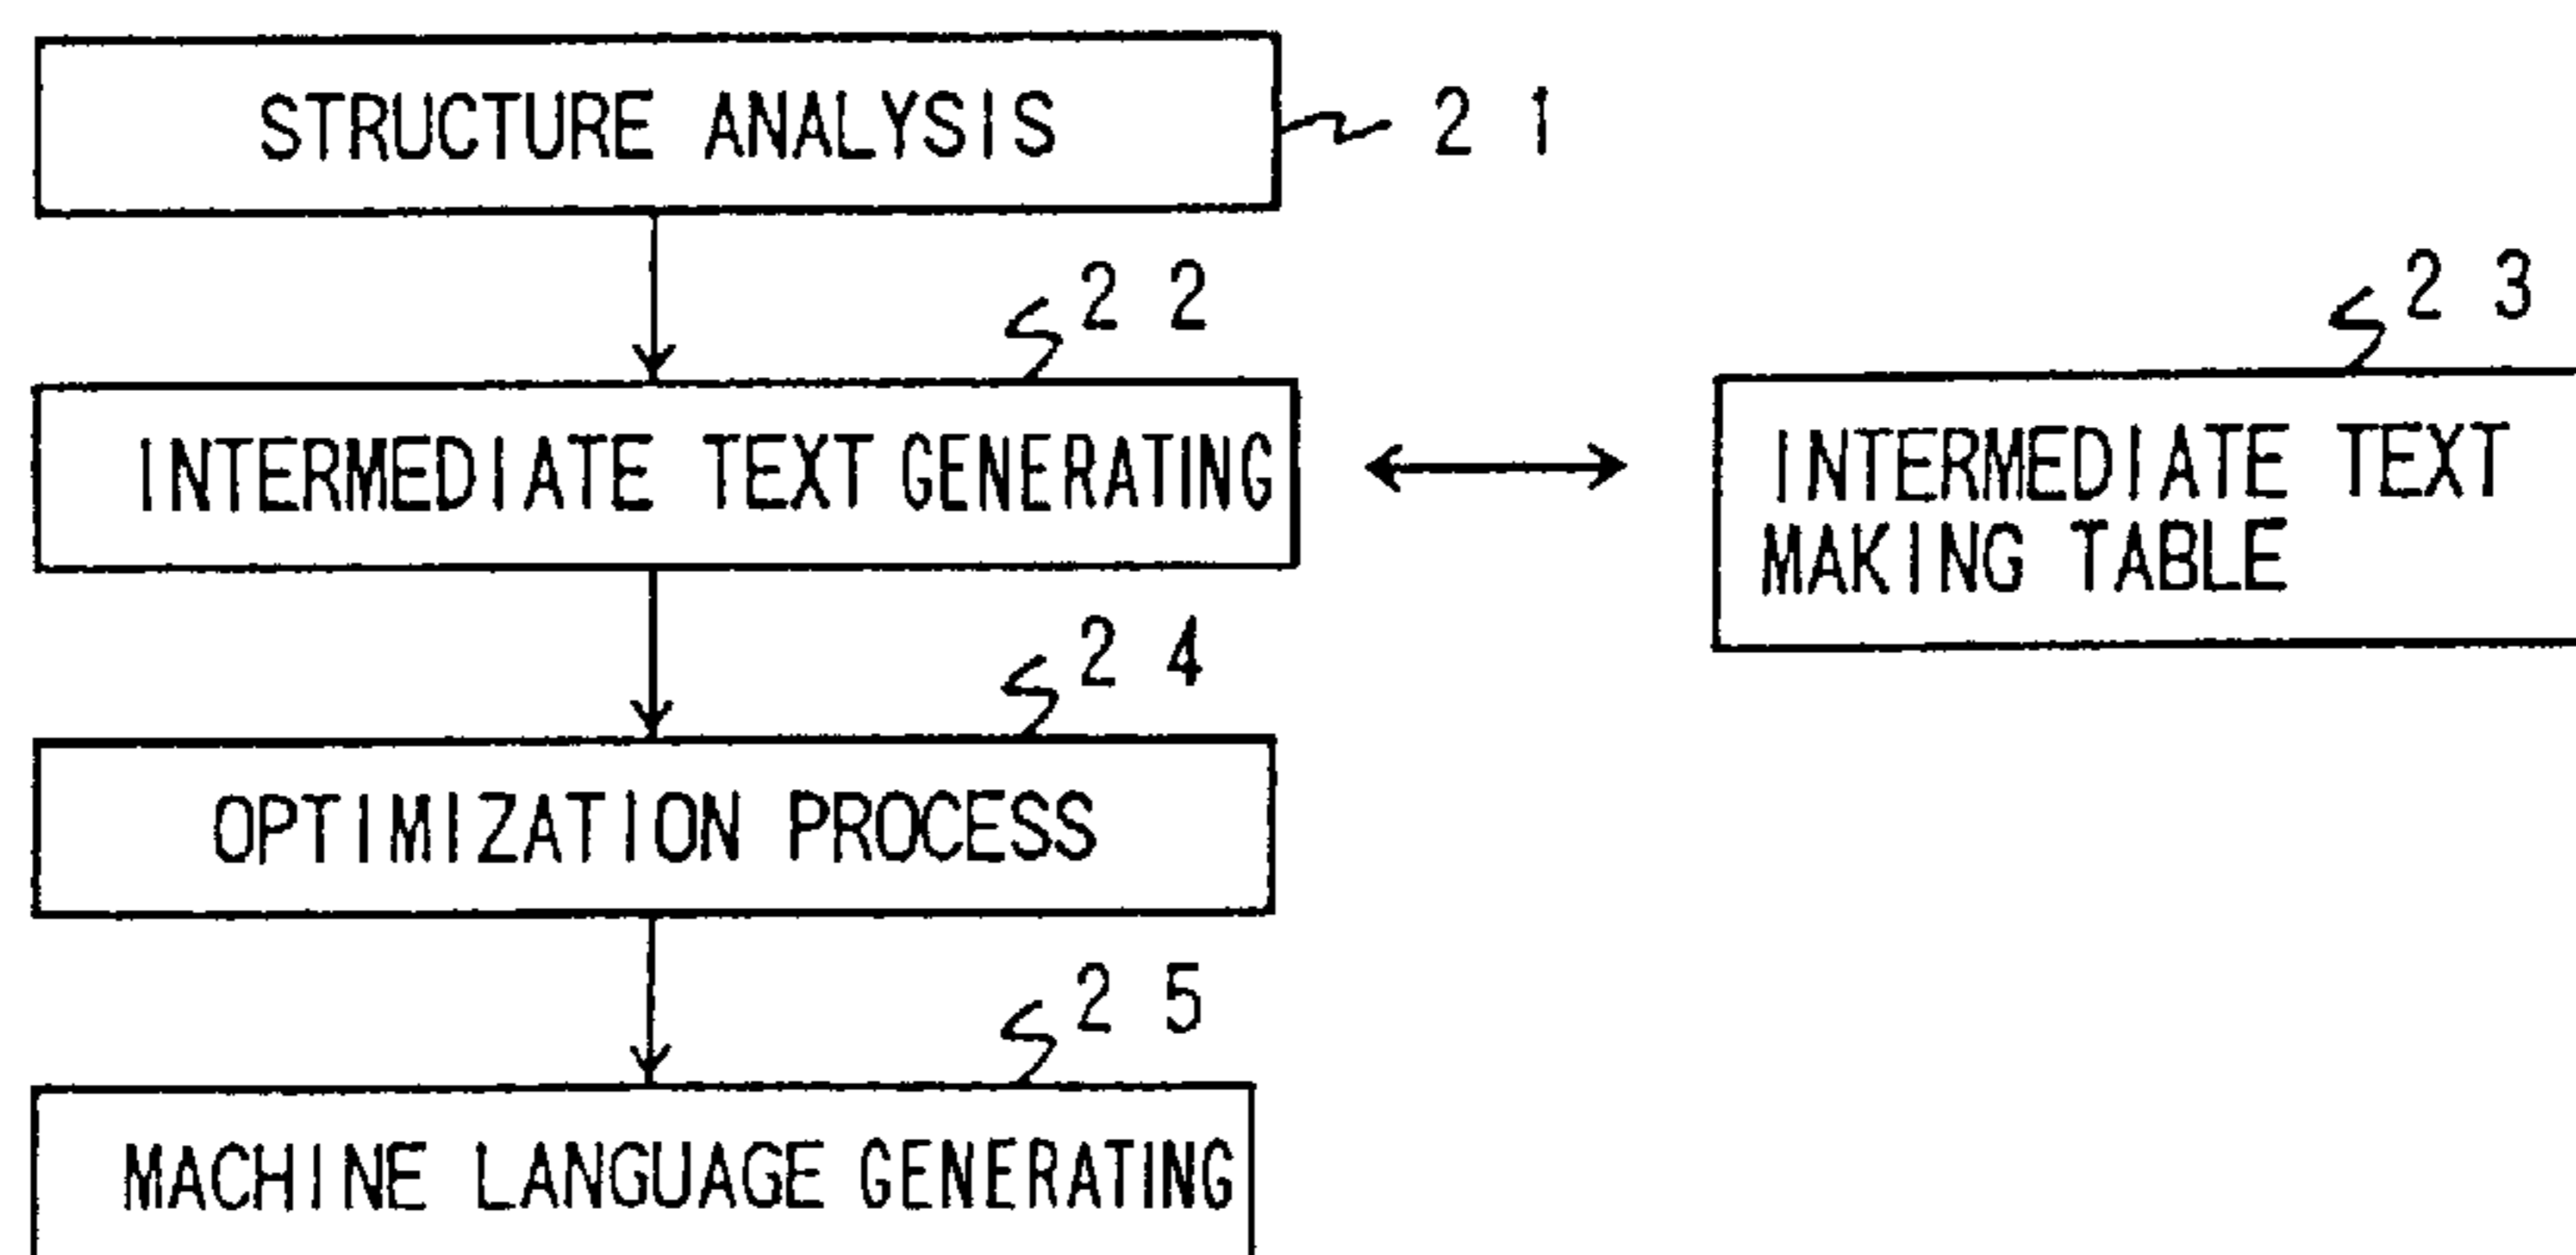 STRUCTURE ANALYSIS
21
22
23
INTERMEDIATE TEXT GENERATING
INTERMEDIATE TEXT
MAKING TABLE
24
OPTIMIZATION PROCESS
25
MACHINE LANGUAGE GENERATING